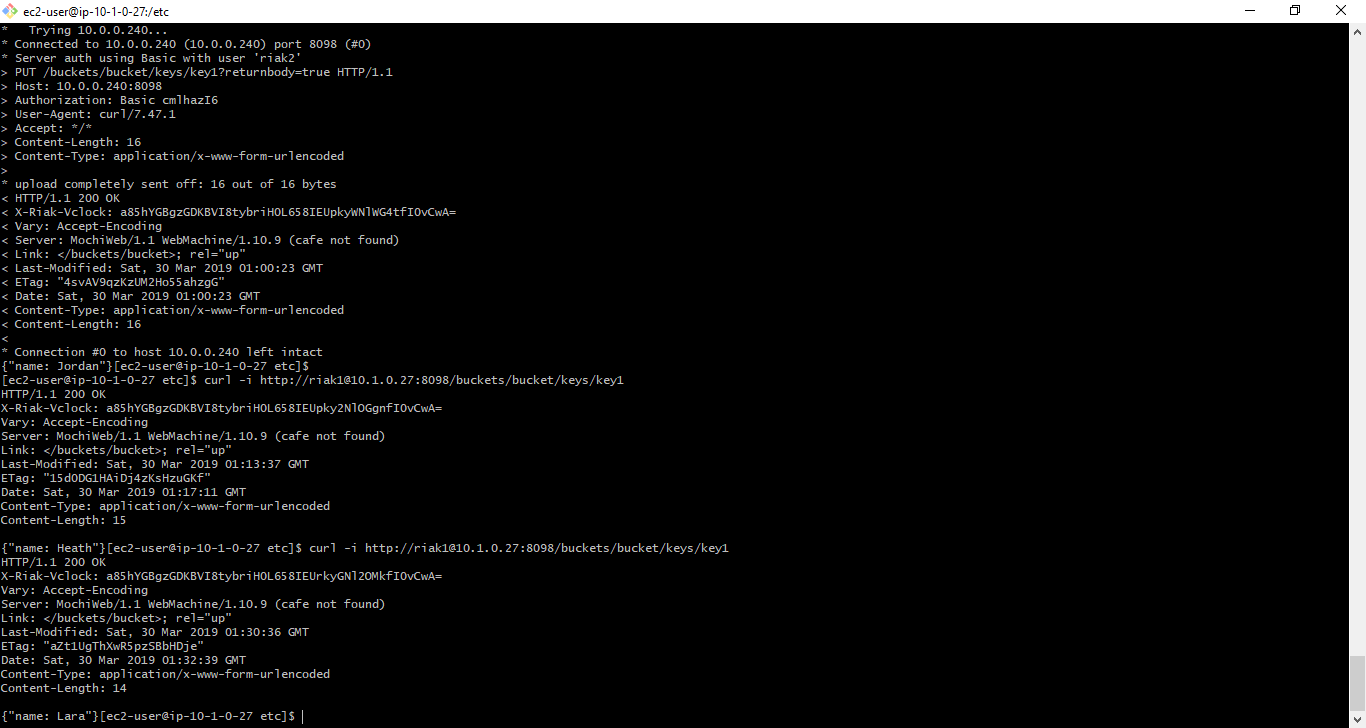 ec2-user@ip-10-1-0-27:/etc
*   Trying 10.0.0.240...
* Connected to 10.0.0.240 (10.0.0.240) port 8098 (#0)
* Server auth using Basic with user 'riak2'
> PUT /buckets/bucket/keys/key1?returnbody=true HTTP/1.1
> Host: 10.0.0.240:8098
> Authorization: Basic cmlhazI6
> User-Agent: curl/7.47.1
> Accept: */*
> Content-Length: 16
> Content-Type: application/x-www-form-urlencoded
>
* upload completely sent off: 16 out of 16 bytes
< HTTP/1.1 200 OK
< X-Riak-Vclock: a85hYGBgzGDKBVI8tybriHOL658IEUpkyWNlWG4tfIOvCwA=
< Vary: Accept-Encoding
< Server: MochiWeb/1.1 WebMachine/1.10.9 (cafe not found)
< Link: </buckets/bucket>; rel="up"
< Last-Modified: Sat, 30 Mar 2019 01:00:23 GMT
< ETag: "4svAV9qzKzUM2Ho55ahzgG"
< Date: Sat, 30 Mar 2019 01:00:23 GMT
< Content-Type: application/x-www-form-urlencoded
< Content-Length: 16
<
* Connection #0 to host 10.0.0.240 left intact
{"name: Jordan"}[ec2-user@ip-10-1-0-27 etc]$
[ec2-user@ip-10-1-0-27 etc]$ curl -i http://riak1@10.1.0.27:8098/buckets/bucket/keys/key1
HTTP/1.1 200 OK
X-Riak-Vclock: a85hYGBgzGDKBVI8tybriHOL658IEUpky2NlOGgnfIOvCwA=
Vary: Accept-Encoding
Server: MochiWeb/1.1 WebMachine/1.10.9 (cafe not found)
Link: </buckets/bucket>; rel="up"
Last-Modified: Sat, 30 Mar 2019 01:13:37 GMT
ETag: "15dODG1HAiDj4zKsHzuGKf"
Date: Sat, 30 Mar 2019 01:17:11 GMT
Content-Type: application/x-www-form-urlencoded
Content-Length: 15

{"name: Heath"}[ec2-user@ip-10-1-0-27 etc]$ curl -i http://riak1@10.1.0.27:8098/buckets/bucket/keys/key1
HTTP/1.1 200 OK
X-Riak-Vclock: a85hYGBgzGDKBVI8tybriHOL658IEUrkyGNl2OMkfIOvCwA=
Vary: Accept-Encoding
Server: MochiWeb/1.1 WebMachine/1.10.9 (cafe not found)
Link: </buckets/bucket>; rel="up"
Last-Modified: Sat, 30 Mar 2019 01:30:36 GMT
ETag: "aZt1UgThXwR5pzSBbHDje"
Date: Sat, 30 Mar 2019 01:32:39 GMT
Content-Type: application/x-www-form-urlencoded
Content-Length: 14

{"name: Lara"}[ec2-user@ip-10-1-0-27 etc]$